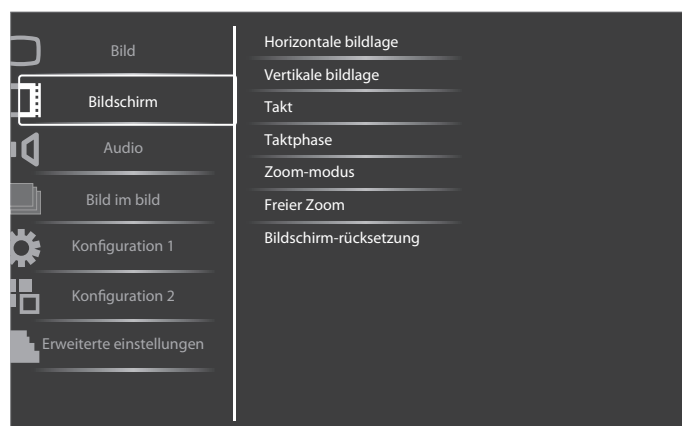 Bild
Bildschirm
Audio
Bild im bild
Konfiguration 1
Konfiguration 2
Erweiterte einstellungen
Horizontale bildlage
Vertikale bildlage
Takt
Taktphase
Zoom-modus
Freier Zoom
Bildschirm-rücksetzung